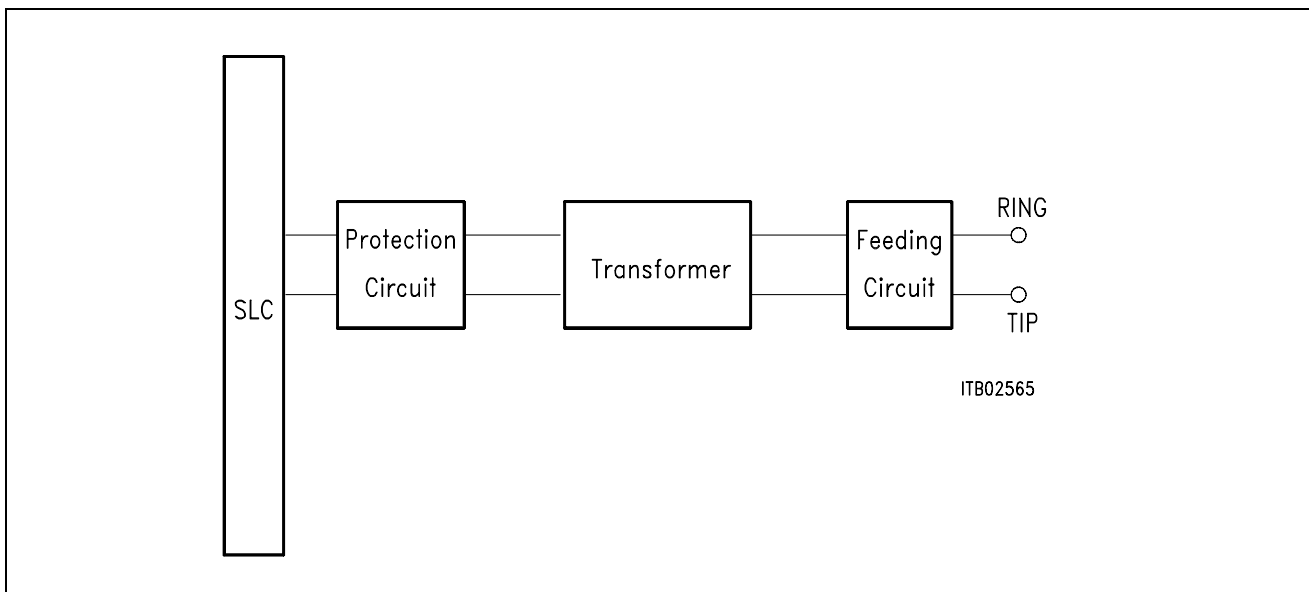 SLC
Protection
Circuit
Transformer
Feeding
Circuit
RING
TIP
ITB02565